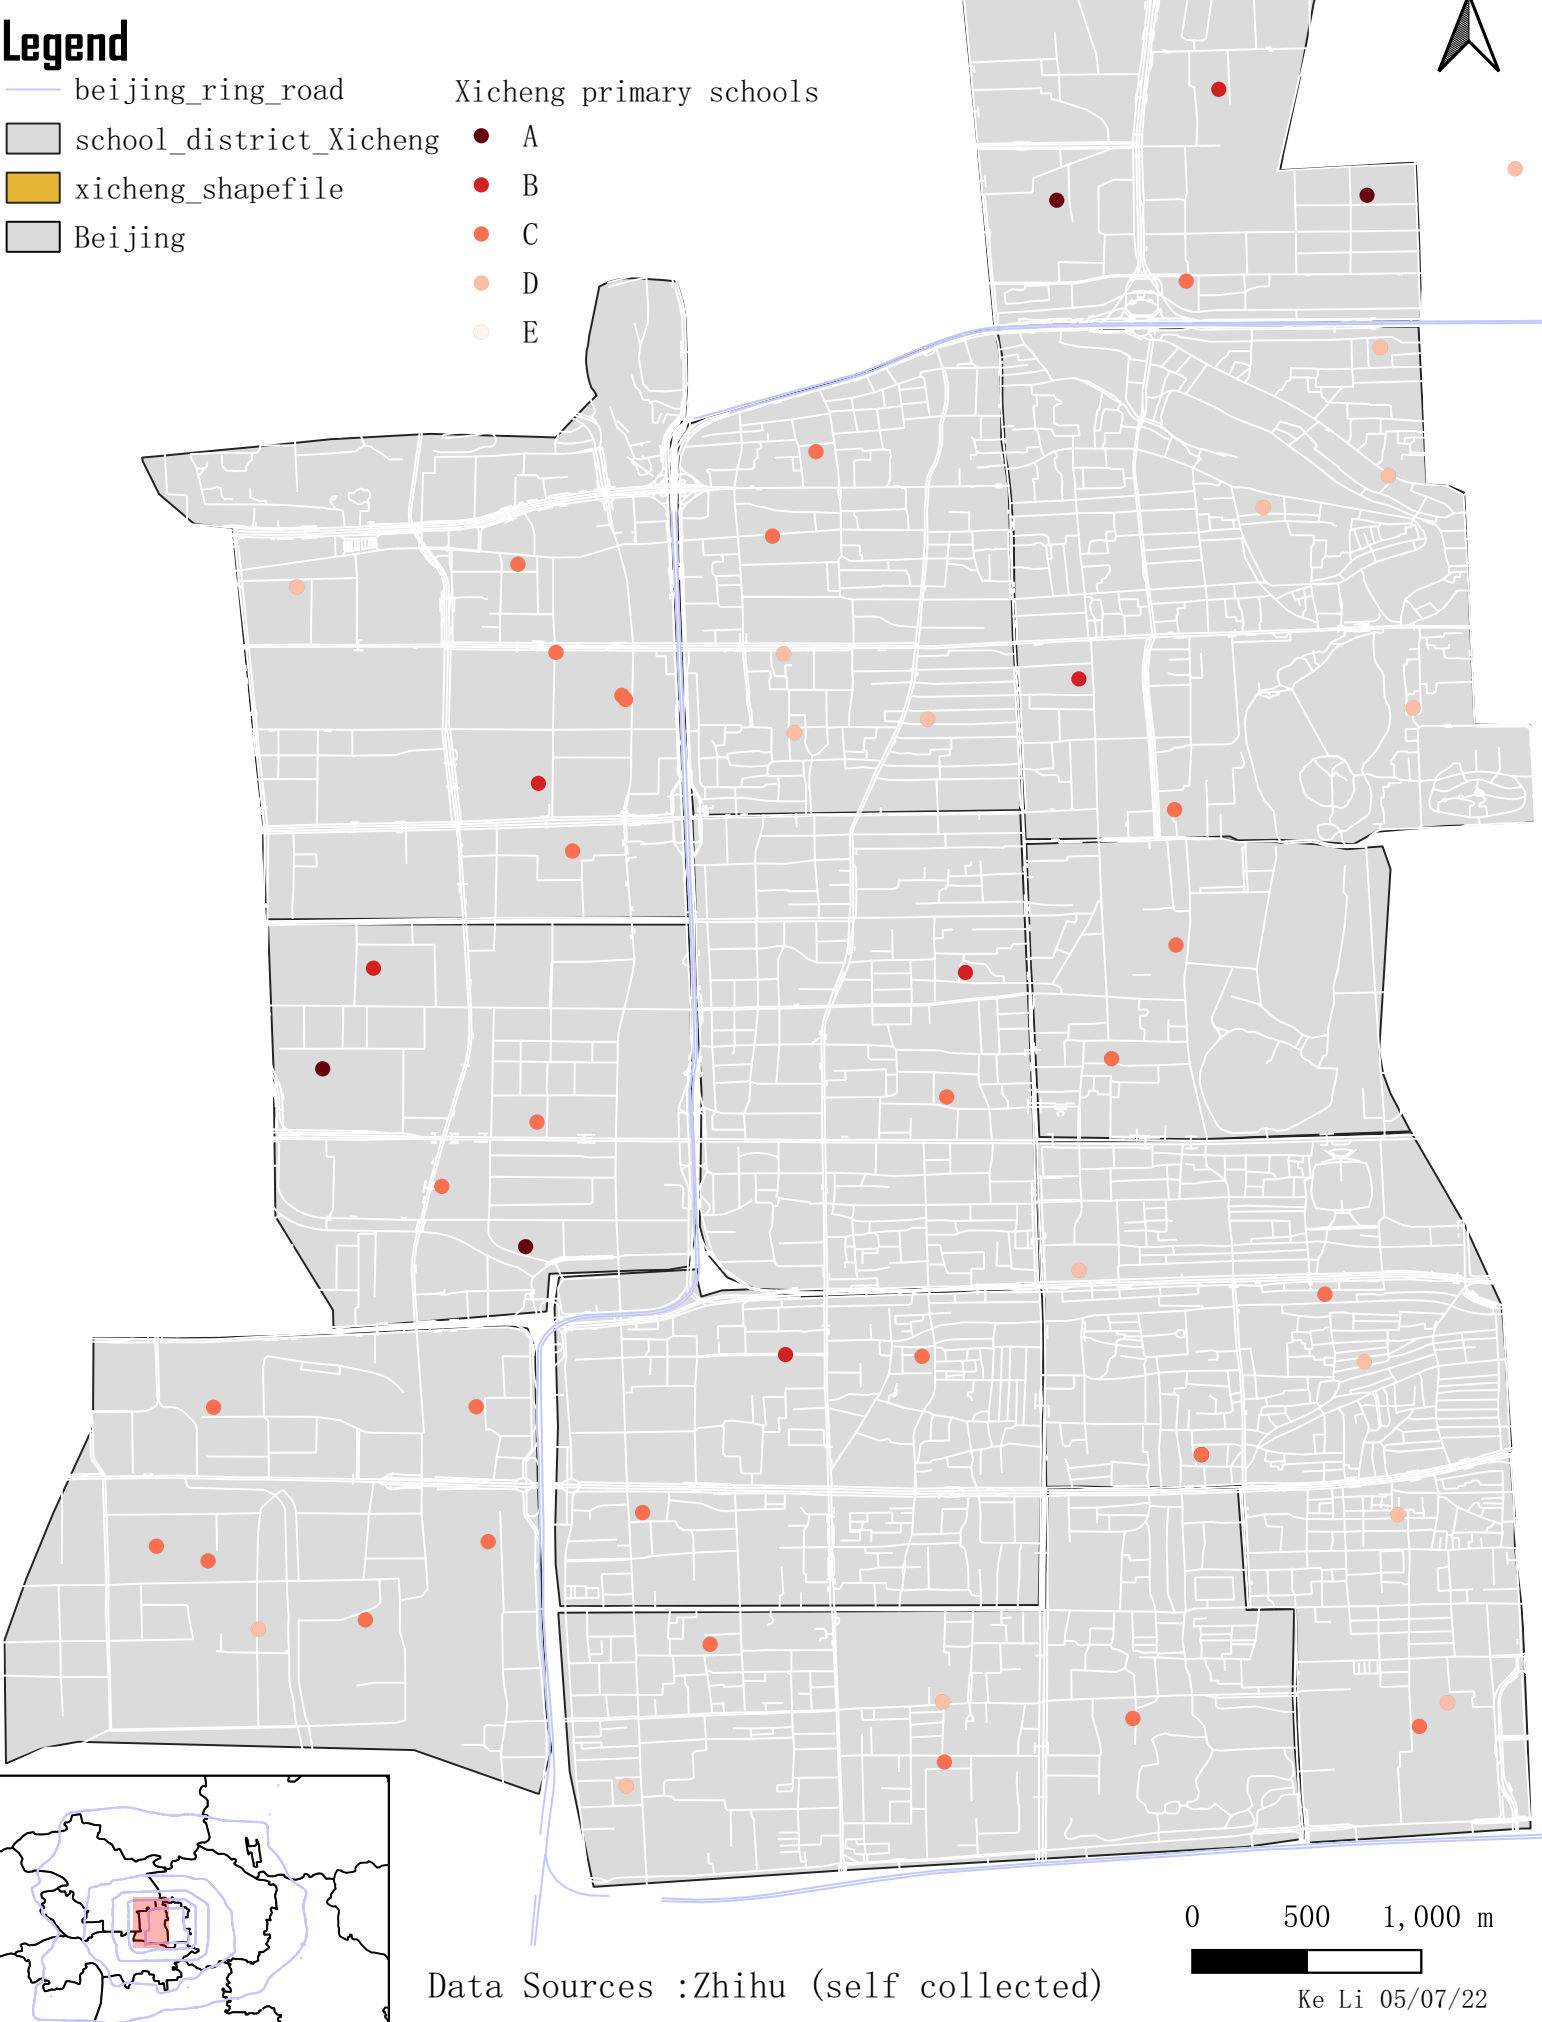 Legend
beijing_ring_road
school_district_Xicheng
xicheng_shapefile
Beijing
Xicheng primary schools
A
B
C
D
E
0 500 1,000 m
Data Sources :Zhihu (self collected)
Ke Li 05/07/22